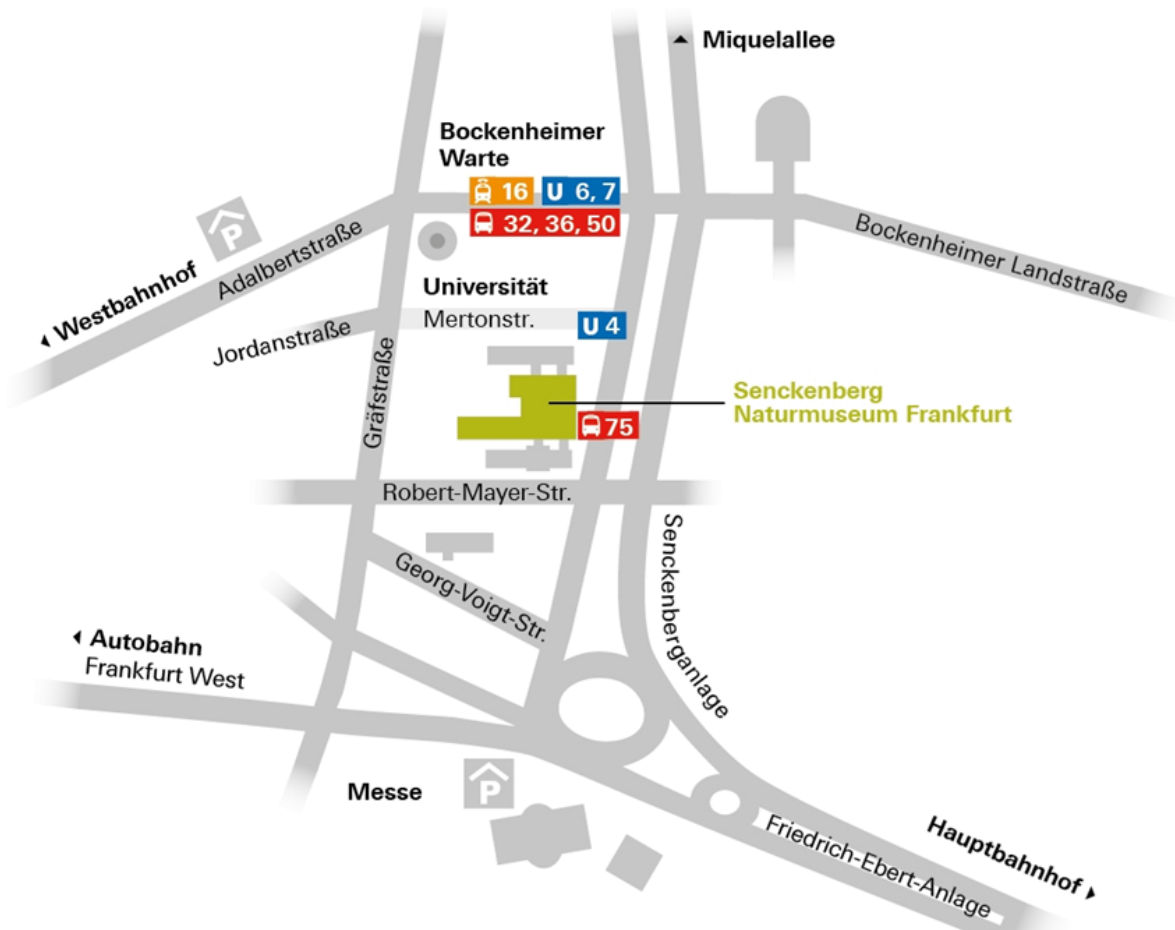 Miquelallee
Bockenheimer
Warte
16 U 6, 7
32, 36, 50
P
Adalbertstraße
Westbahnhof
Bockenheimer Landstraße
Universität
Mertonstr.
U 4
Jordanstraße
Gräfstraße
Senckenberg
Naturmuseum Frankfurt
75
Robert-Mayer-Str.
Georg-Voigt-Str.
Senckenberganlage
Autobahn
Frankfurt West
Messe
P
Friedrich-Ebert-Anlage
Hauptbahnhof